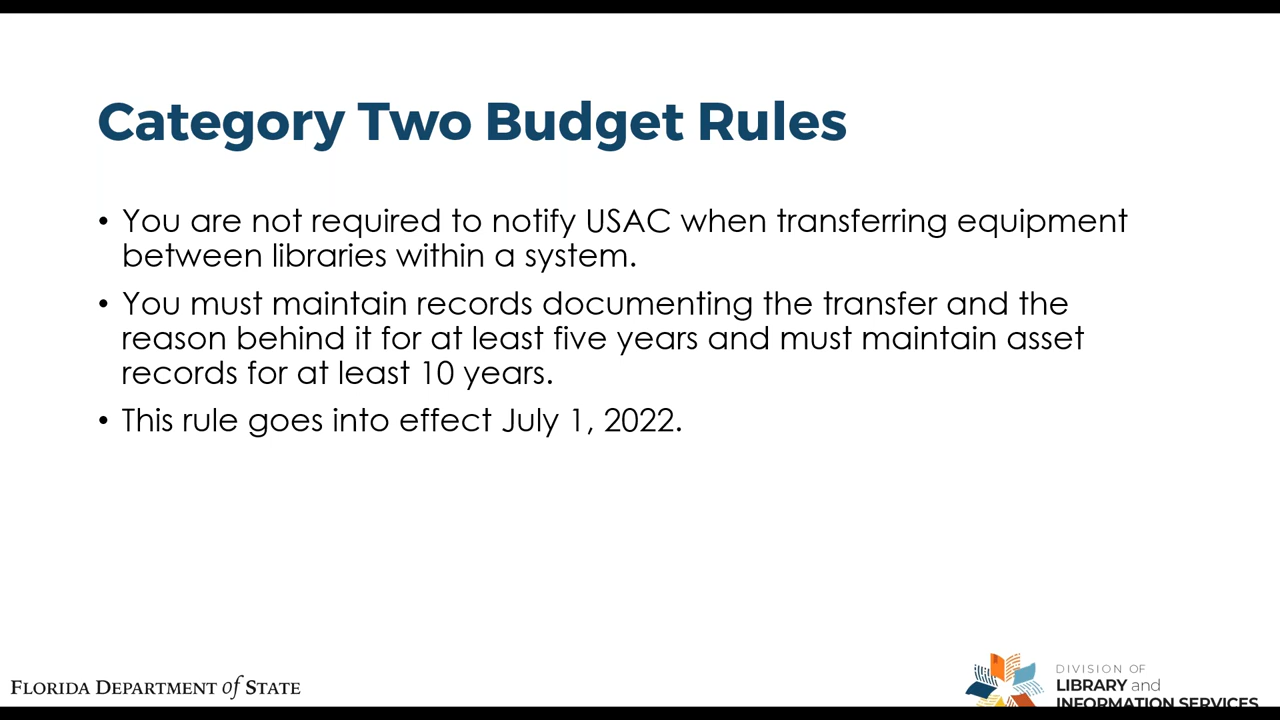 Category Two Budget Rules
• You are not required to notify USAC when transferring equipment
between libraries within a system.
• You must maintain records documenting the transfer and the
reason behind it for at least five years and must maintain asset
records for at least 10 years.
• This rule goes into effect July 1, 2022.
FLORIDA DEPARTMENT of STATE
DIVISION OF
LIBRARY and
INFORMATION SERVICES